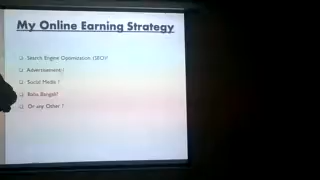 My Online Earning Strategy
Search Engine Optimization (SEO)?
Advertisement?
Social Media ?
Baba Bangali?
Or any Other ?